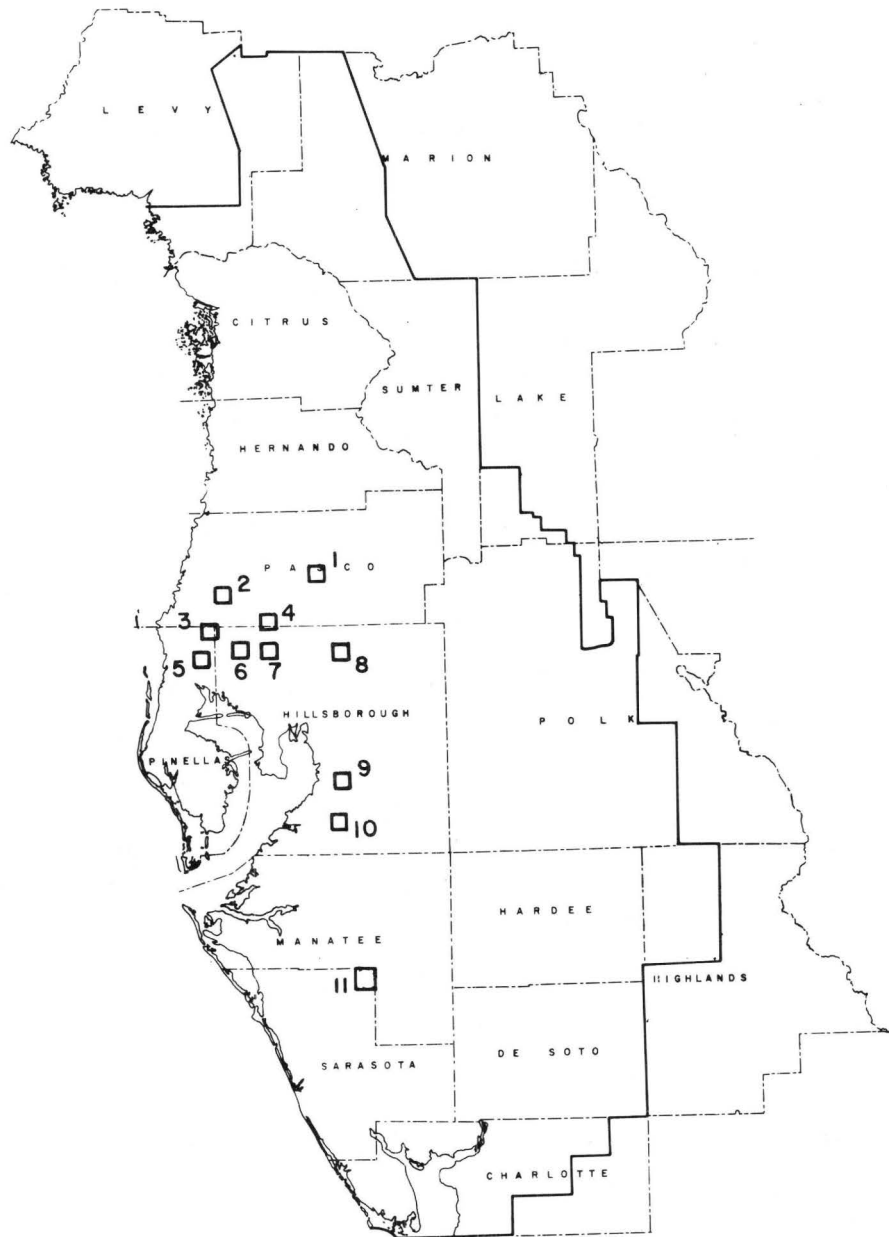 LEVY
MARION
CITRUS
SUMTER
LAKE
HERNANDO
PASCO
1
2
3
4
5
6
7
8
HILLSBOROUGH
POLK
PINELLAS
9
10
HARDEE
MANATEE
11
HIGHLANDS
DE SOTO
SARASOTA
CHARLOTTE